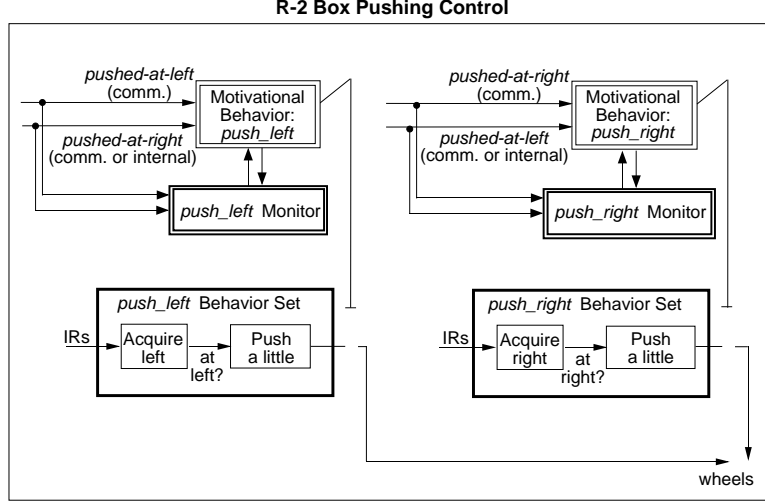 R-2 Box Pushing Control
pushed-at-left
(comm.)
pushed-at-right
(comm. or internal)
Motivational
Behavior:
push_left
push_left Monitor
pushed-at-right
(comm.)
pushed-at-left
(comm. or internal)
Motivational
Behavior:
push_right
push_right Monitor
push_left Behavior Set
IRs
Acquire
left
at
left?
Push
a little
push_right Behavior Set
IRs
Acquire
right
at
right?
Push
a little
wheels